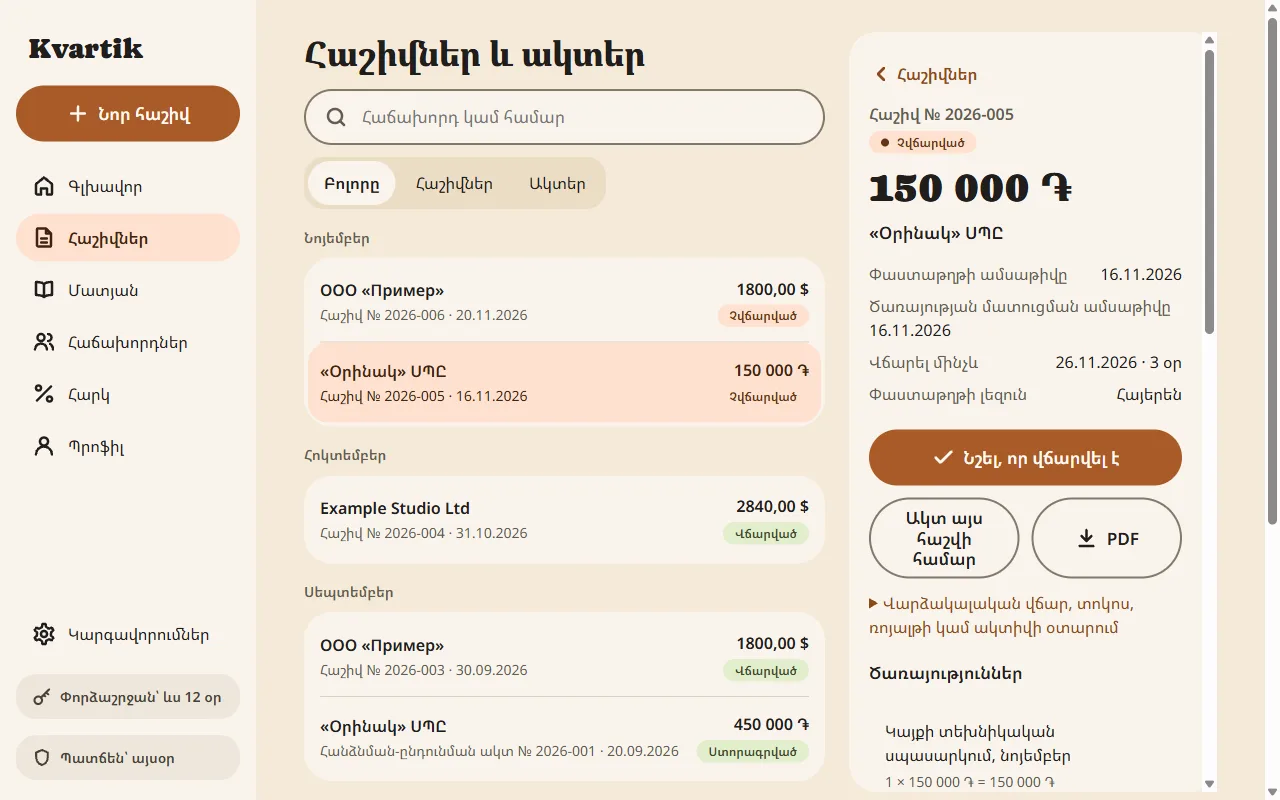 Kvartik
Նոր հաշիվ
Գլխավոր
Հաշիվներ
Մատյան
Հաճախորդներ
Հարկ
Պրոֆիլ
Կարգավորումներ
Փորձաշրջան՝ ևս 12 օր
Պատճեն՝ այսօր
Հաշիվներ և ակտեր
Հաճախորդ կամ համար
Բոլորը
Հաշիվներ
Ակտեր
Նոյեմբեր
ООО «Пример»
1800,00 $
Հաշիվ № 2026-006 · 20.11.2026
Չվճարված
«Օրինակ» ՍՊԸ
150 000 ֏
Հաշիվ № 2026-005 · 16.11.2026
Չվճարված
Հոկտեմբեր
Example Studio Ltd
2840,00 $
Հաշիվ № 2026-004 · 31.10.2026
Վճարված
Սեպտեմբեր
ООО «Пример»
1800,00 $
Հաշիվ № 2026-003 · 30.09.2026
Վճարված
«Օրինակ» ՍՊԸ
450 000 ֏
Հանձնման-ընդունման ակտ № 2026-001 · 20.09.2026
Ստորագրված
Հաշիվներ
Հաշիվ № 2026-005
Չվճարված
150 000 ֏
«Օրինակ» ՍՊԸ
Փաստաթղթի ամսաթիվը 16.11.2026
Ծառայության մատուցման ամսաթիվը
16.11.2026
Վճարել մինչև 26.11.2026 · 3 օր
Փաստաթղթի լեզուն Հայերեն
Նշել, որ վճարվել է
Ակտ այս
հաշվի
համար
PDF
Վարձակալական վճար, տոկոս,
ռոյալթի կամ ակտիվի օտարում
Ծառայություններ
Կայքի տեխնիկական
սպասարկում, նոյեմբեր
1 × 150 000 ֏ = 150 000 ֏